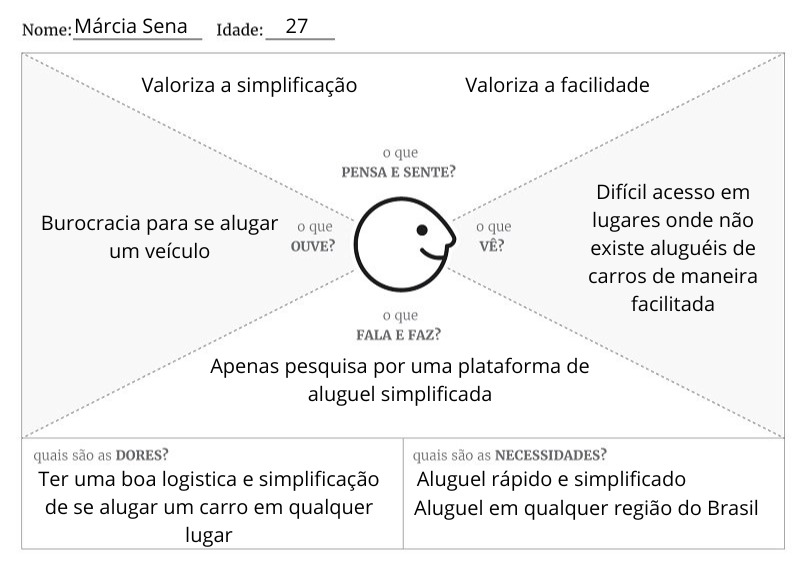 Nome: Márcia Sena Idade: 27
Valoriza a simplificação
Valoriza a facilidade
o que
PENSA E SENTE?
Burocracia para se alugar
um veículo
o que
OUVE?
o que
VÊ?
Difícil acesso em
lugares onde não
existe aluguéis de
carros de maneira
facilitada
o que
FALA E FAZ?
Apenas pesquisa por uma plataforma de
aluguel simplificada
quais são as DORES?
Ter uma boa logistica e simplificação
de se alugar um carro em qualquer
lugar
quais são as NECESSIDADES?
Aluguel rápido e simplificado
Aluguel em qualquer região do Brasil